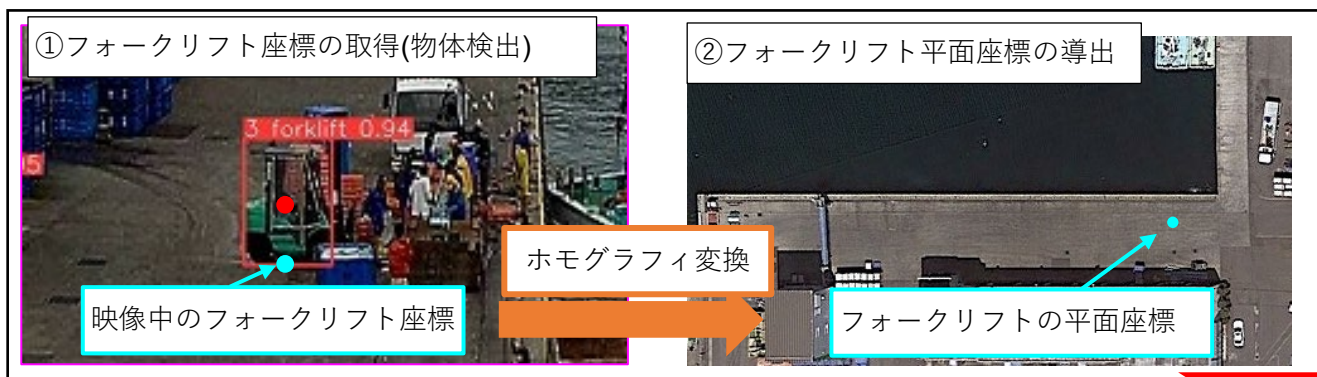 ①フォークリフト座標の取得(物体検出)
3 forklift 0.94
映像中のフォークリフト座標
ホモグラフィ変換
②フォークリフト平面座標の導出
フォークリフトの平面座標